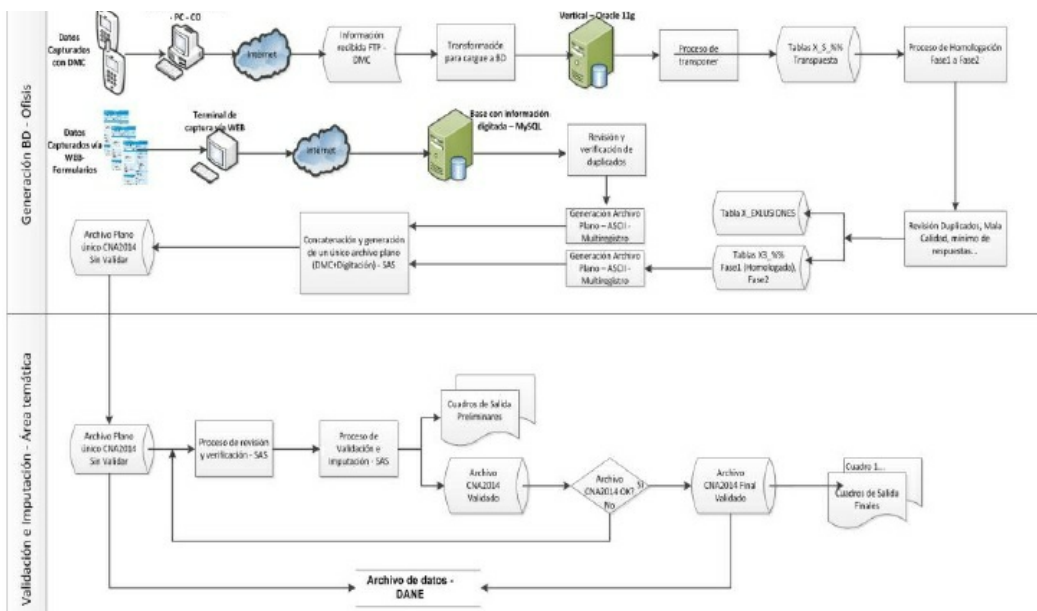 Generación BD - Ofisis
Datos
Capturados
con DMC
- PC - CD
Internet
Información
recibida FTP -
DMC
Transformación
para cargue a BD
Vertical – Oracle 11g
Proceso de
transponer
Tablas X_S_N%
Transpuesta
Proceso de Homologación
Fase1 a Fase2
Datos
Capturados vía
WEB-
Formularios
Terminal de
captura vía WEB
Internet
Base con información
digitada – MySQL
Revisión y
verificación de
duplicados
Generación Archivo
Plano – ASCII -
Multiregistro
Generación Archivo
Plano – ASCII -
Multiregistro
Tabla X_EXLUSIONES
Tablas X3_N%
Fase1 (Homologada),
Fase2
Revisión Duplicados, Mala
Calidad, mínimo de
respuestas..
Concatenación y generación
de un único archivo plano
(DMC+Digitación) - SAS
Archivo Plano
único CNA2014
Sin Validar
Validación e Imputación - Área temática
Archivo Plano
único CNA2014
Sin Validar
Proceso de revisión
y verificación - SAS
Proceso de
Validación e
Imputación - SAS
Cuadros de Salida
Preliminares
Archivo
CNA2014
Validado
Archivo
CNA2014 OK?
Si
No
Archivo
CNA2014 Final
Validado
Cuadro 1...
Cuadros de Salida
Finales
Archivo de datos -
DANE